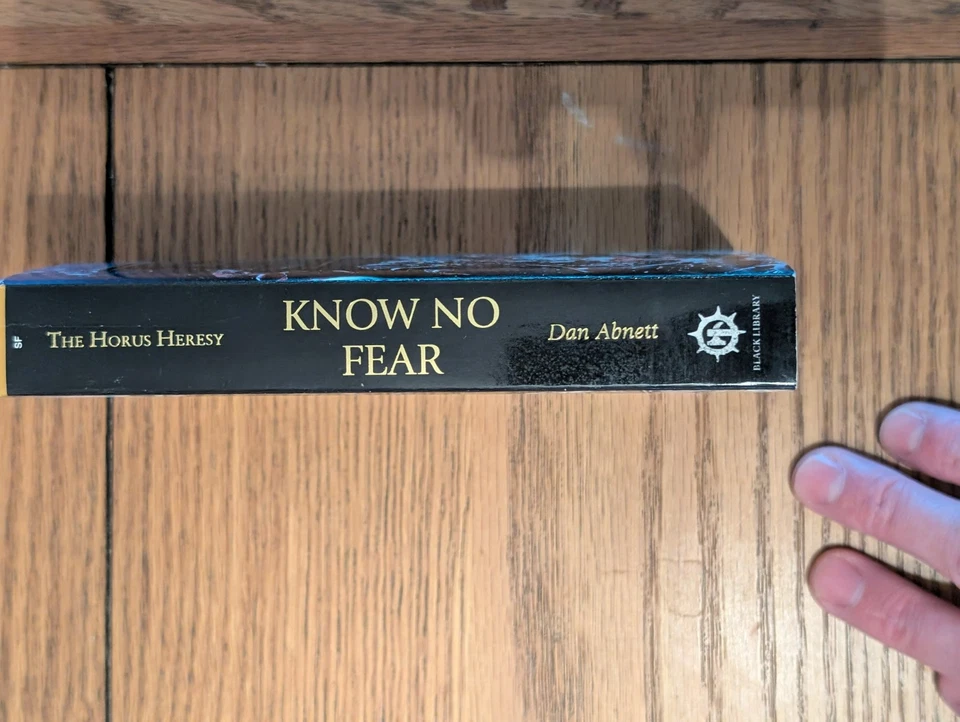 SF
THE HORUS HERESY
KNOW NO
FEAR
Dan Abnett
BLACK LIBRARY